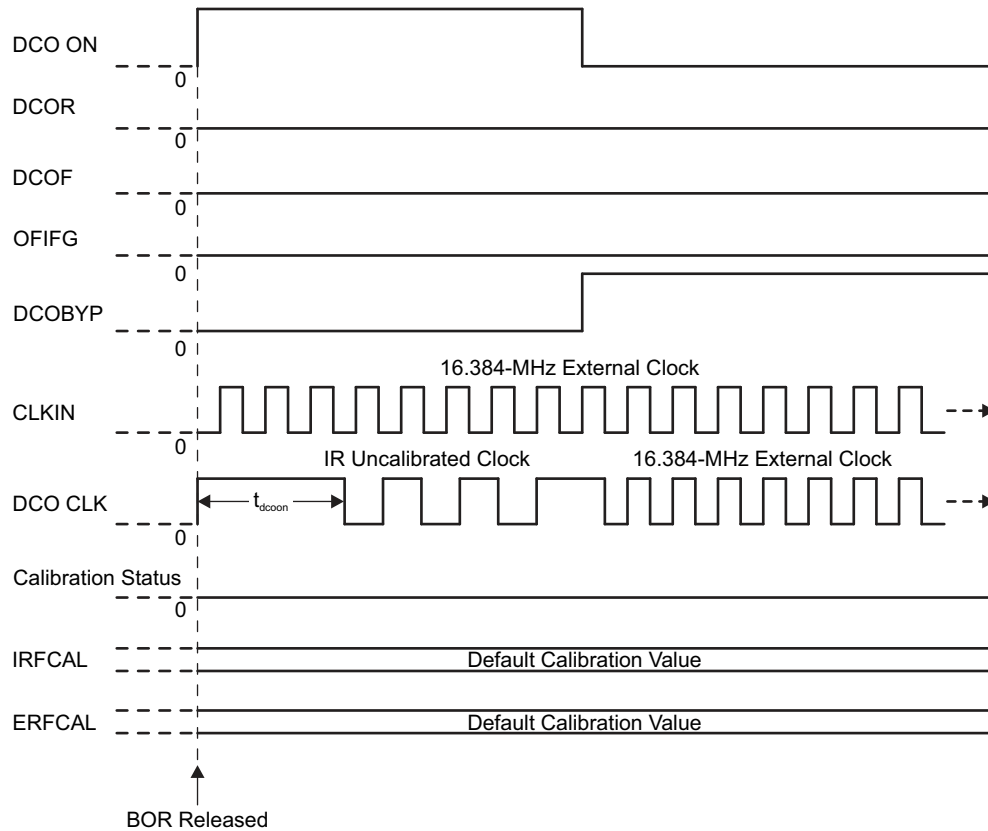 DCO ON
0
DCOR
0
DCOF
0
OFIFG
0
DCOBYP
0
16.384-MHz External Clock
CLKIN
0
IR Uncalibrated Clock
16.384-MHz External Clock
DCO CLK
tdcoon
0
Calibration Status
0
IRFCAL
Default Calibration Value
ERFCAL
Default Calibration Value
BOR Released